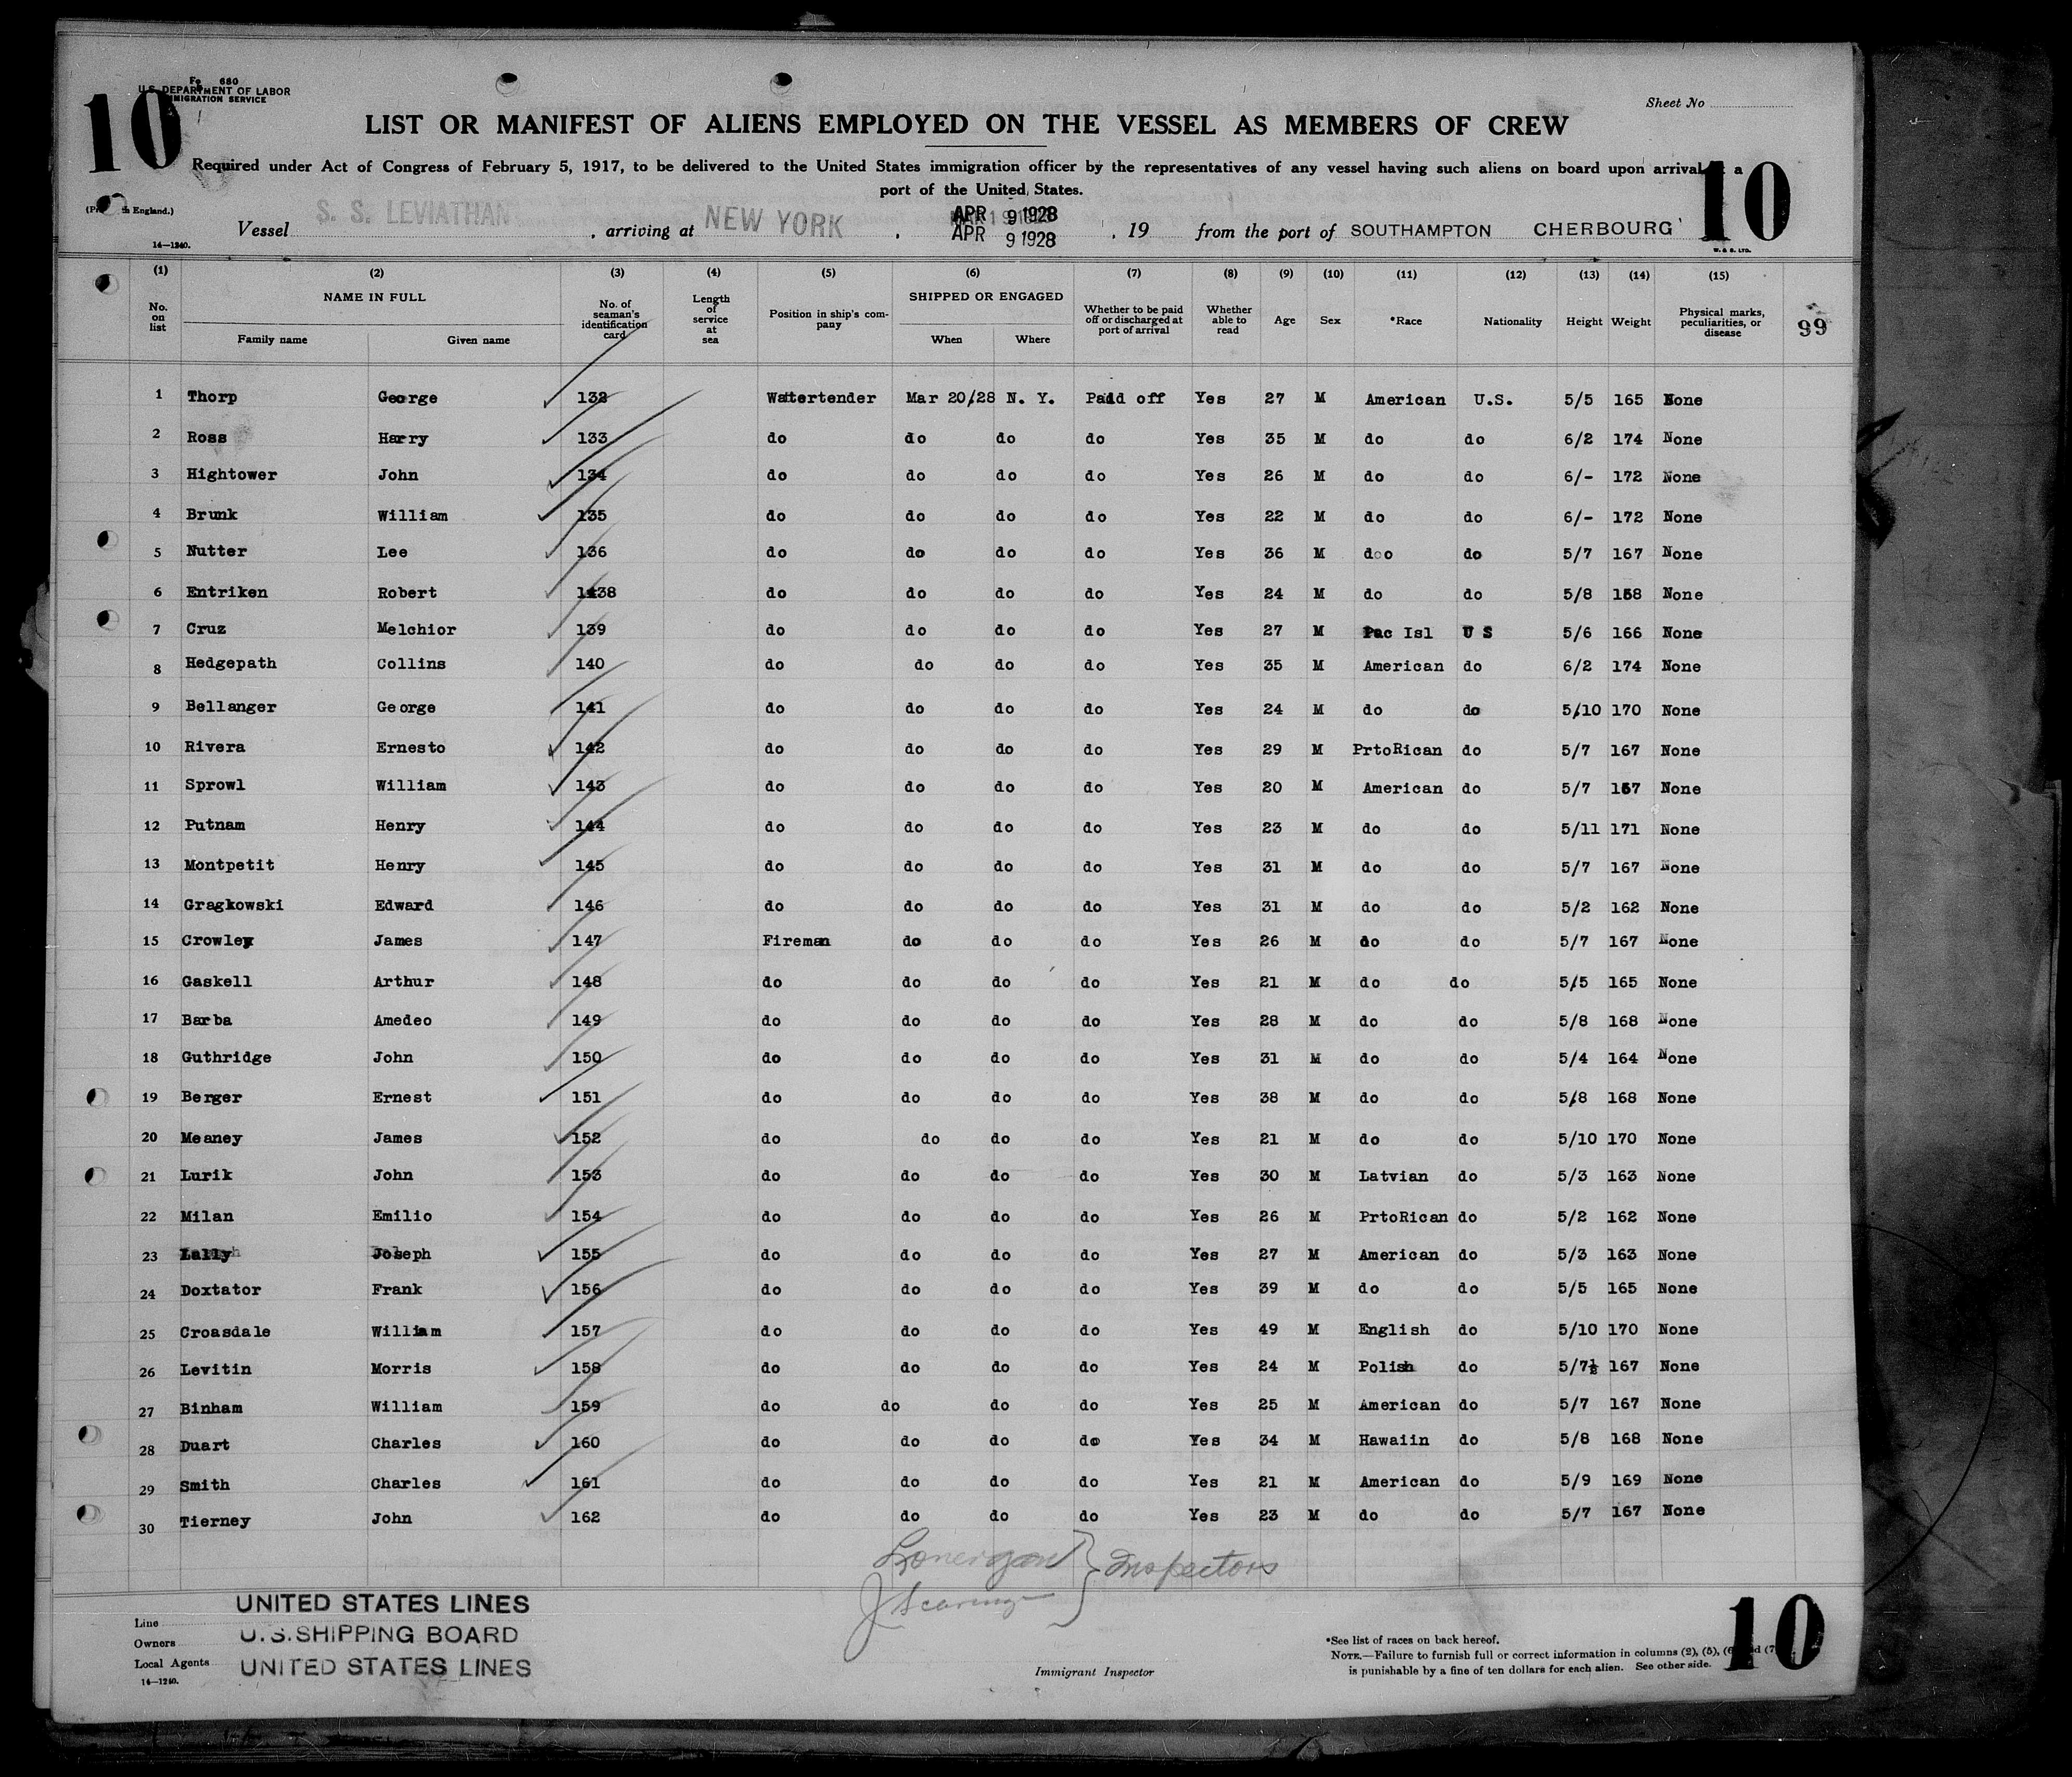 10
U.S. DEPARTMENT OF LABOR
IMMIGRATION SERVICE
680
Sheet No
LIST OR MANIFEST OF ALIENS EMPLOYED ON THE VESSEL AS MEMBERS OF CREW
Required under Act of Congress of February 5, 1917, to be delivered to the United States immigration officer by the representatives of any vessel having such aliens on board upon arrival a
port of the United States.
10
England.)
Vessel S. S. LEVIATHAN , arriving at NEW YORK , APR 9 1928 , 19 from the port of SOUTHAMPTON CHERBOURG
APR 9 1928
14—1240.
W. & S. LTD.
(1) (2) (3) (4) (5) (6) (7) (8) (9) (10) (11) (12) (13) (14) (15)
No. on list NAME IN FULL Family name Given name No. of seaman's identification card Length of service at sea Position in ship's company SHIPPED OR ENGAGED When Where Whether to be paid off or discharged at port of arrival Whether able to read Age Sex *Race Nationality Height Weight Physical marks, peculiarities, or disease 99
1 Thorp George 132 Watertender Mar 20/28 N. Y. Paid off Yes 27 M American U.S. 5/5 165 None
2 Ross Harry 133 do do do do Yes 35 M do do 6/2 174 None
3 Hightower John 134 do do do do Yes 26 M do do 6/- 172 None
4 Brunk William 135 do do do do Yes 22 M do do 6/- 172 None
5 Nutter Lee 136 do do do do Yes 36 M do do 5/7 167 None
6 Entriken Robert 138 do do do do Yes 24 M do do 5/8 158 None
7 Cruz Melchior 139 do do do do Yes 27 M Pac Isl U S 5/6 166 None
8 Hedgepath Collins 140 do do do do Yes 35 M American do 6/2 174 None
9 Bellanger George 141 do do do do Yes 24 M do do 5/10 170 None
10 Rivera Ernesto 142 do do do do Yes 29 M PrtoRican do 5/7 167 None
11 Sprowl William 143 do do do do Yes 20 M American do 5/7 157 None
12 Putnam Henry 144 do do do do Yes 23 M do do 5/11 171 None
13 Montpetit Henry 145 do do do do Yes 31 M do do 5/7 167 None
14 Gragkowski Edward 146 do do do do Yes 31 M do do 5/2 162 None
15 Crowley James 147 Fireman do do do Yes 26 M do do 5/7 167 None
16 Gaskell Arthur 148 do do do do Yes 21 M do do 5/5 165 None
17 Barba Amedeo 149 do do do do Yes 28 M do do 5/8 168 None
18 Guthridge John 150 do do do do Yes 31 M do do 5/4 164 None
19 Berger Ernest 151 do do do do Yes 38 M do do 5/8 168 None
20 Meaney James 152 do do do do Yes 21 M do do 5/10 170 None
21 Lurik John 153 do do do do Yes 30 M Latvian do 5/3 163 None
22 Milan Emilio 154 do do do do Yes 26 M PrtoRican do 5/2 162 None
23 Lally Joseph 155 do do do do Yes 27 M American do 5/3 163 None
24 Doxtator Frank 156 do do do do Yes 39 M do do 5/5 165 None
25 Croasdale William 157 do do do do Yes 49 M English do 5/10 170 None
26 Levitin Morris 158 do do do do Yes 24 M Polish do 5/7½ 167 None
27 Binham William 159 do do do do Yes 25 M American do 5/7 167 None
28 Duart Charles 160 do do do do Yes 34 M Hawaiin do 5/8 168 None
29 Smith Charles 161 do do do do Yes 21 M American do 5/9 169 None
30 Tierney John 162 do do do do Yes 23 M do do 5/7 167 None
Inspectors
Line UNITED STATES LINES
Owners U.S.SHIPPING BOARD
Local Agents UNITED STATES LINES
14—1240.
Immigrant Inspector
*See list of races on back hereof.
NOTE.—Failure to furnish full or correct information in columns (2), (5), (6) (7)
is punishable by a fine of ten dollars for each alien. See other side.
10